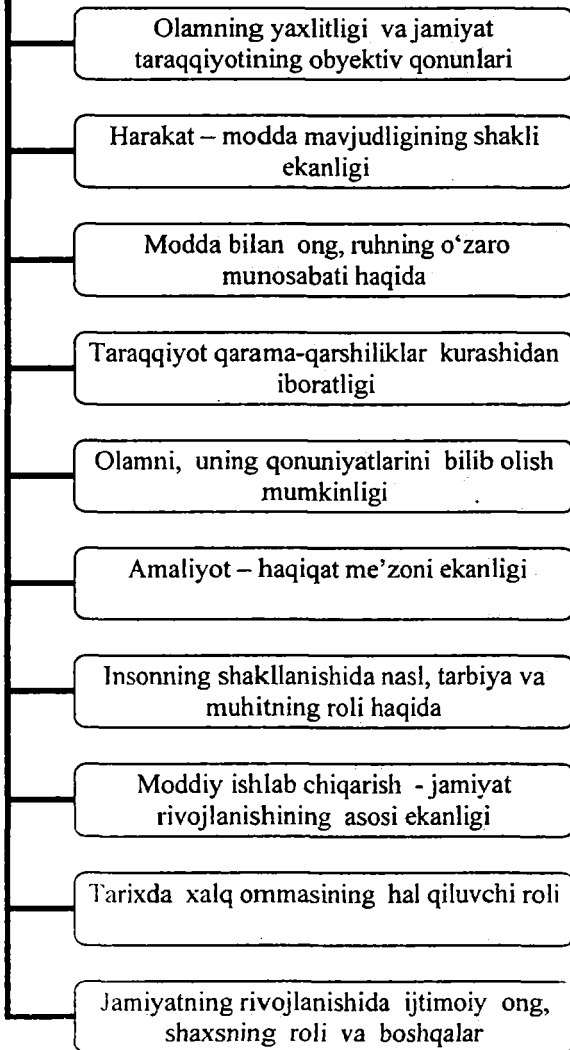 Olamning yaxlitligi va jamiyat
taraqqiyotining obyektiv qonunlari
Harakat – modda mavjudligining shakli
ekanligi
Modda bilan ong, ruhning o‘zaro
munosabati haqida
Taraqqiyot qarama-qarshiliklar kurashidan
iboratligi
Olamni, uning qonuniyatlarini bilib olish
mumkinligi
Amaliyot – haqiqat me’zoni ekanligi
Insonning shakllanishida nasl, tarbiya va
muhitning roli haqida
Moddiy ishlab chiqarish - jamiyat
rivojlanishining asosi ekanligi
Tarixda xalq ommasining hal qiluvchi roli
Jamiyatning rivojlanishida ijtimoiy ong,
shaxsning roli va boshqalar